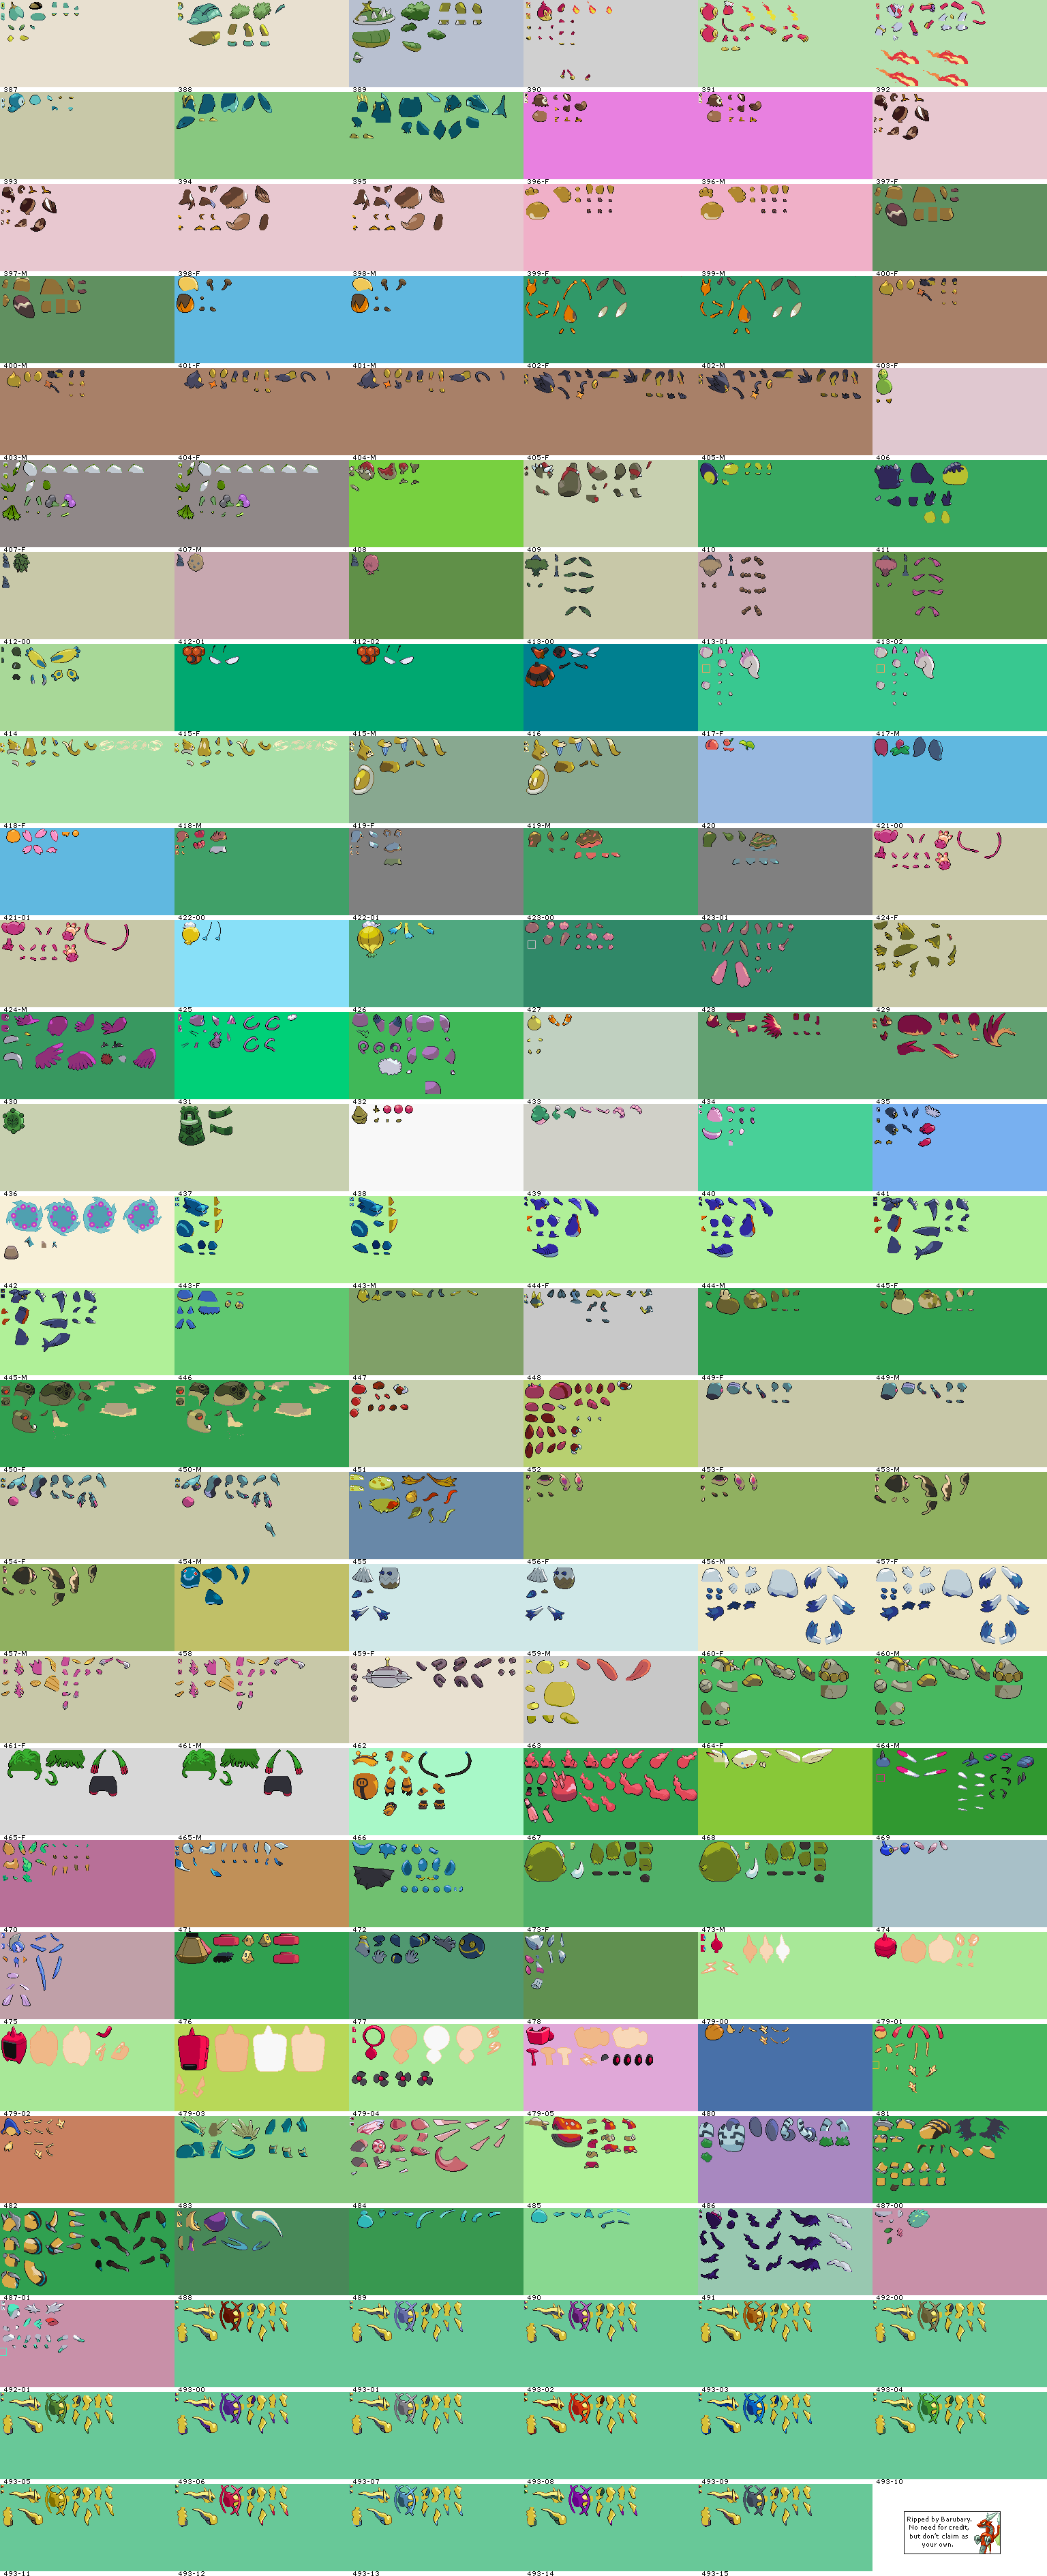 387 388 389 390 391 392
393 394 395 396-F 396-M 397-F
397-M 398-F 398-M 399-F 399-M 400-F
400-M 401-F 401-M 402-F 402-M 403-F
403-M 404-F 404-M 405-F 405-M 406
407-F 407-M 408 409 410 411
412-00 412-01 412-02 413-00 413-01 413-02
414 415-F 415-M 416 417-F 417-M
418-F 418-M 419-F 419-M 420 421-00
421-01 422-00 422-01 423-00 423-01 424-F
424-M 425 426 427 428 429
430 431 432 433 434 435
436 437 438 439 440 441
442 443-F 443-M 444-F 444-M 445-F
445-M 446 447 448 449-F 449-M
450-F 450-M 451 452 453-F 453-M
454-F 454-M 455 456-F 456-M 457-F
457-M 458 459-F 459-M 460-F 460-M
461-F 461-M 462 463 464-F 464-M
465-F 465-M 466 467 468 469
470 471 472 473-F 473-M 474
475 476 477 478 479-00 479-01
479-02 479-03 479-04 479-05 480 481
482 483 484 485 486 487-00
487-01 488 489 490 491 492-00
492-01 493-00 493-01 493-02 493-03 493-04
493-05 493-06 493-07 493-08 493-09 493-10
Ripped by Barubary.
No need for credit,
but don't claim as
your own.
493-11 493-12 493-13 493-14 493-15